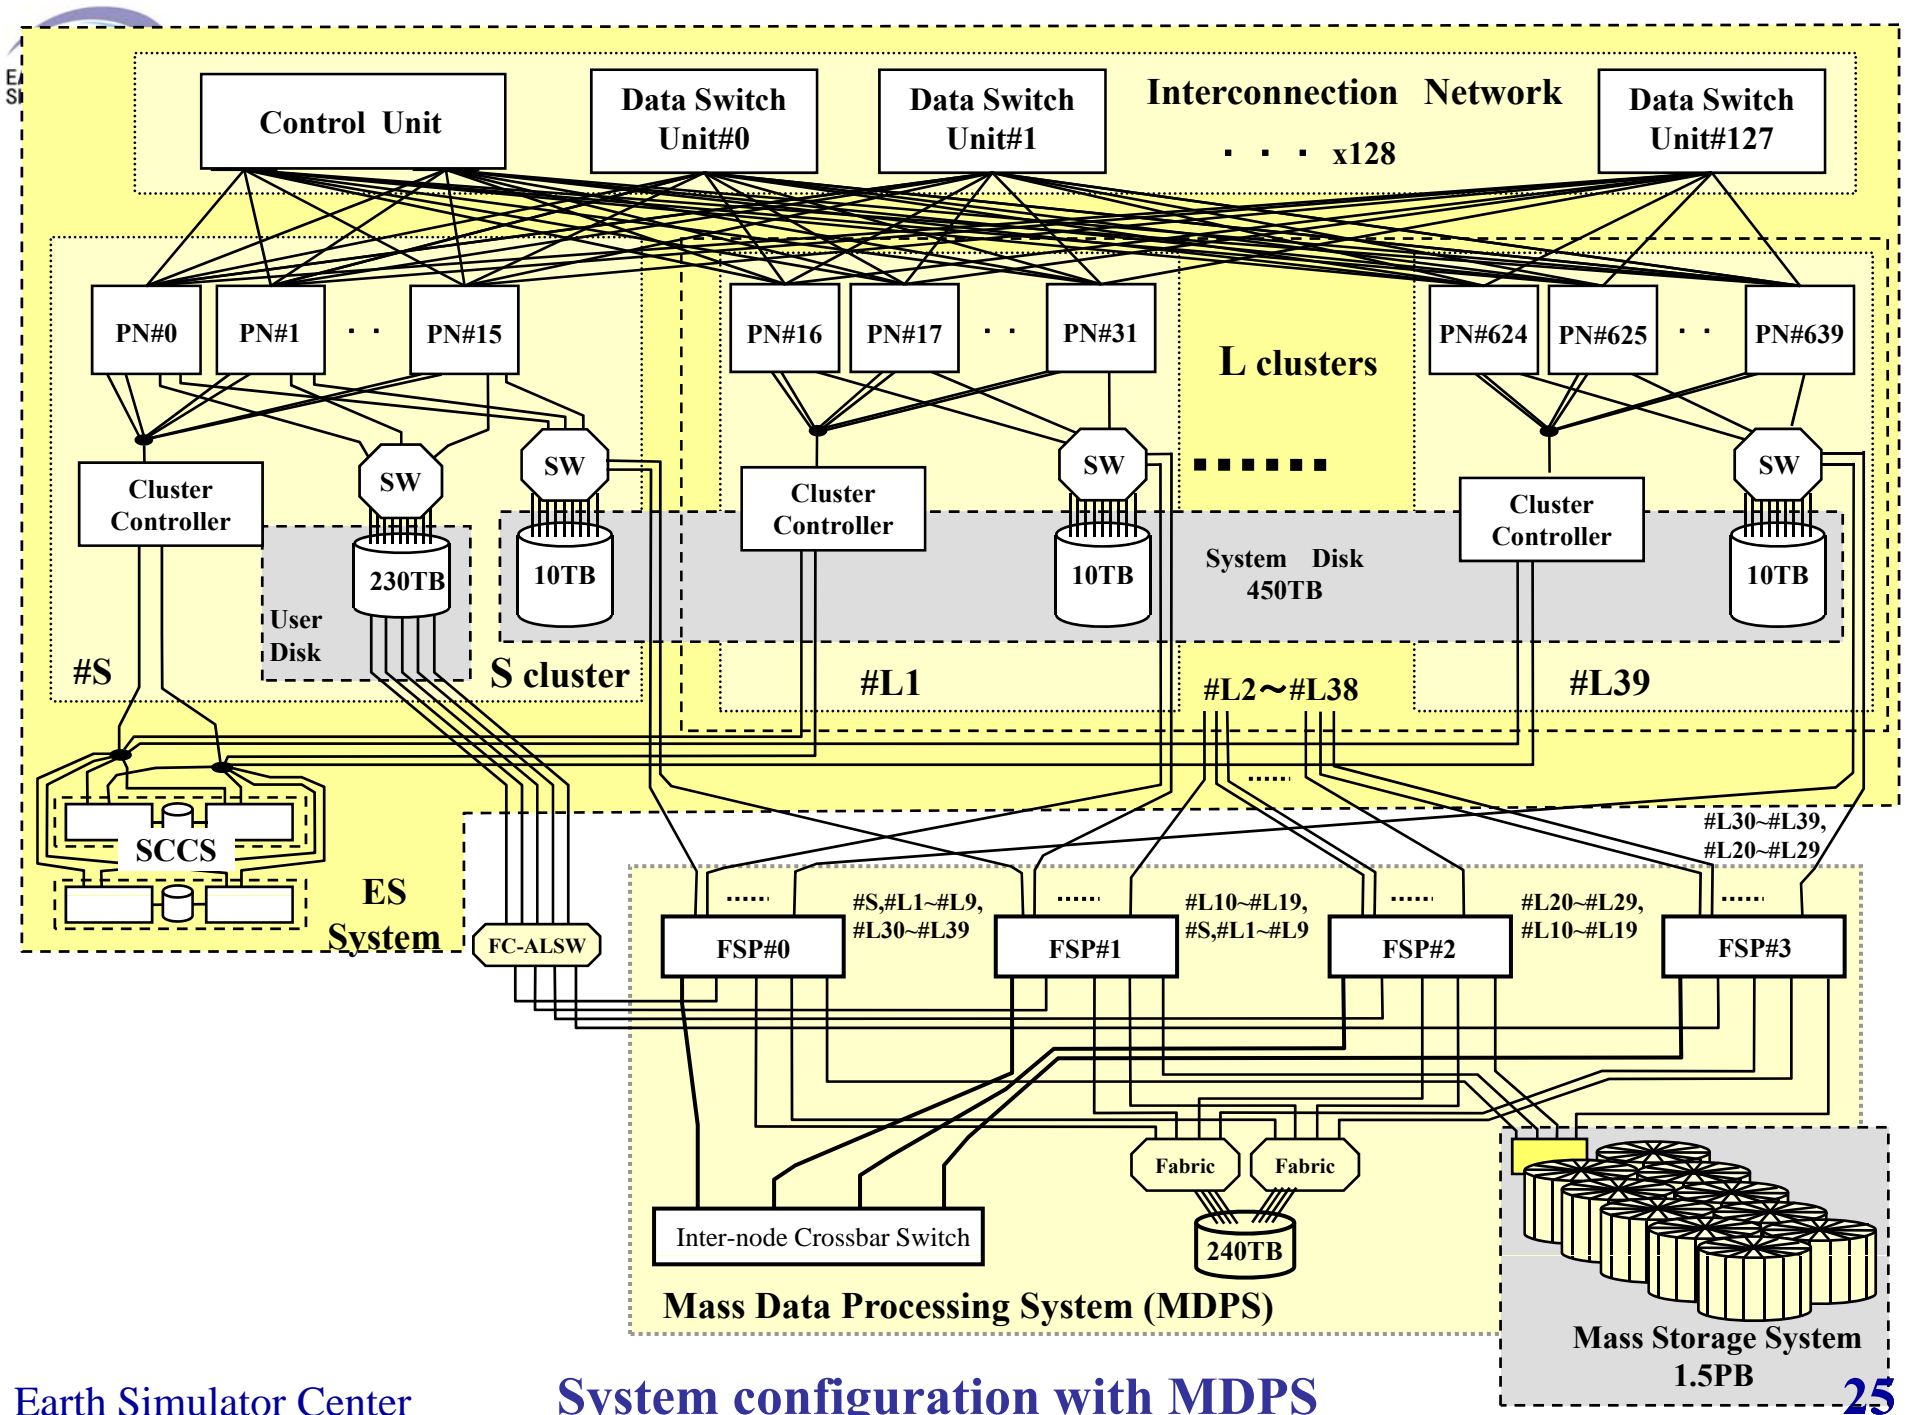 Control Unit
Data Switch
Unit#0
Data Switch
Unit#1
Interconnection Network
· · · x128
Data Switch
Unit#127
PN#0
PN#1
· ·
PN#15
PN#16
PN#17
· ·
PN#31
L clusters
PN#624
PN#625
· ·
PN#639
SW
SW
SW
SW
Cluster
Controller
Cluster
Controller
Cluster
Controller
230TB
10TB
10TB
System Disk
450TB
10TB
User
Disk
#S
S cluster
#L1
#L2~#L38
#L39
SCCS
ES
System
FC-ALSW
#L30~#L39,
#L20~#L29
#S,#L1~#L9,
#L30~#L39
#L10~#L19,
#S,#L1~#L9
#L20~#L29,
#L10~#L19
FSP#0
FSP#1
FSP#2
FSP#3
Fabric
Fabric
Inter-node Crossbar Switch
240TB
Mass Data Processing System (MDPS)
Mass Storage System
1.5PB
Earth Simulator Center
System configuration with MDPS
25